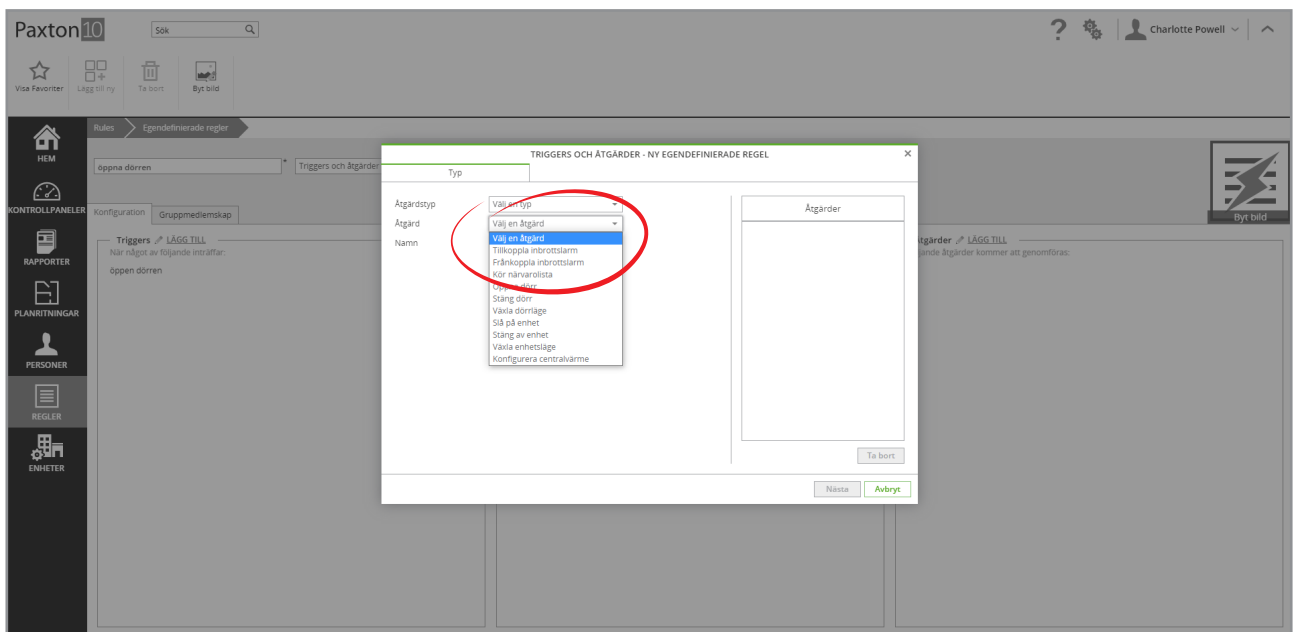 Paxton10
Sök
Charlotte Powell
Visa Favoriter
Lägg till ny
Ta bort
Byt bild
Rules
Egendefinierade regler
HEM
KONTROLLPANELER
RAPPORTER
PLANRITNINGAR
PERSONER
REGLER
ENHETER
öppna dörren
*
Triggers och åtgärder
Byt bild
Konfiguration
Gruppmedlemskap
Triggers LÄGG TILL
När något av följande inträffar:
öppen dörren
TRIGGERS OCH ÅTGÄRDER - NY EGENDEFINIERADE REGEL
Typ
Åtgärdstyp
Välj en typ
Åtgärd
Välj en åtgärd
Namn
Välj en åtgärd
Tillkoppla inbrottslarm
Frånkoppla inbrottslarm
Kör närvarolista
Öppna dörr
Stäng dörr
Växla dörrläge
Slå på enhet
Stäng av enhet
Växla enhetsläge
Konfigurera centralvärme
Åtgärder
Ta bort
Nästa
Avbryt
tgärder LÄGG TILL
jande åtgärder kommer att genomföras: